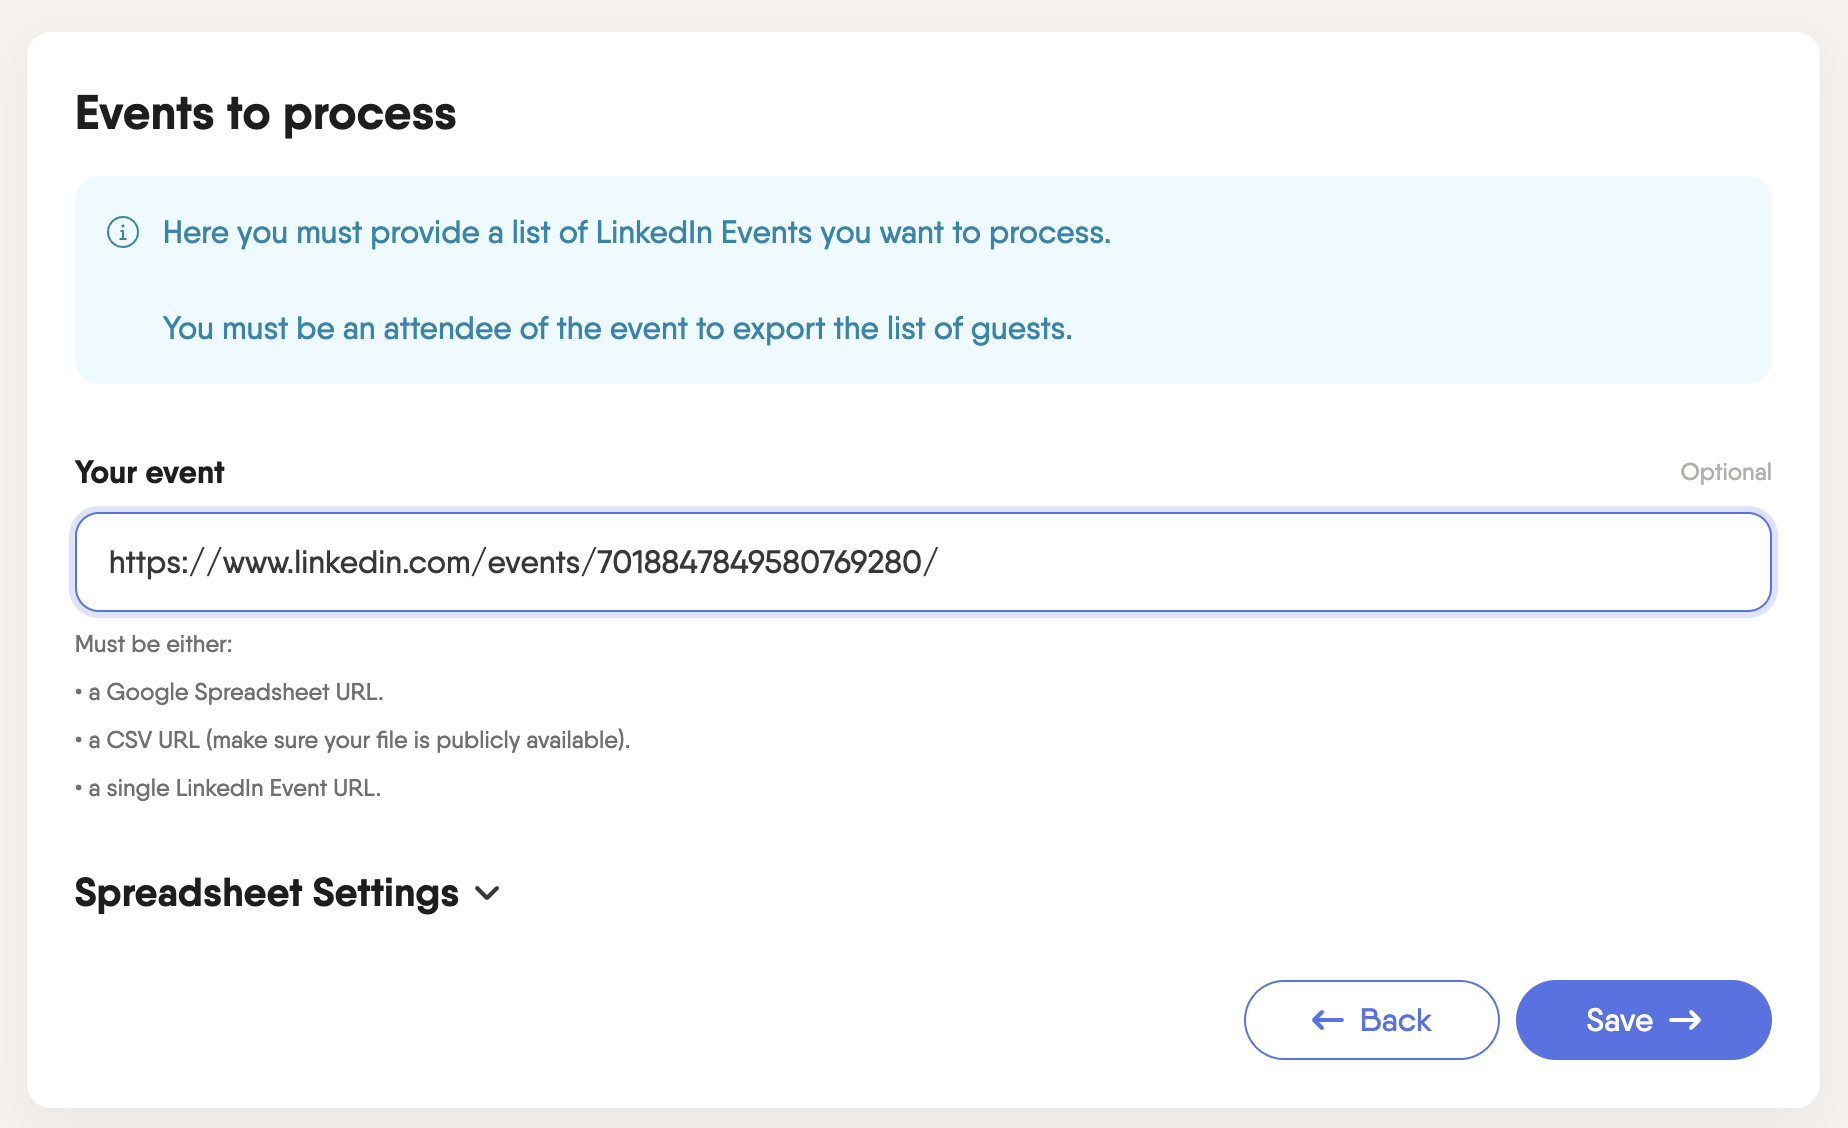 Events to process
Here you must provide a list of LinkedIn Events you want to process.
You must be an attendee of the event to export the list of guests.
Your event
Optional
https://www.linkedin.com/events/7018847849580769280/
Must be either:
• a Google Spreadsheet URL.
• a CSV URL (make sure your file is publicly available).
• a single LinkedIn Event URL.
Spreadsheet Settings
← Back
Save →